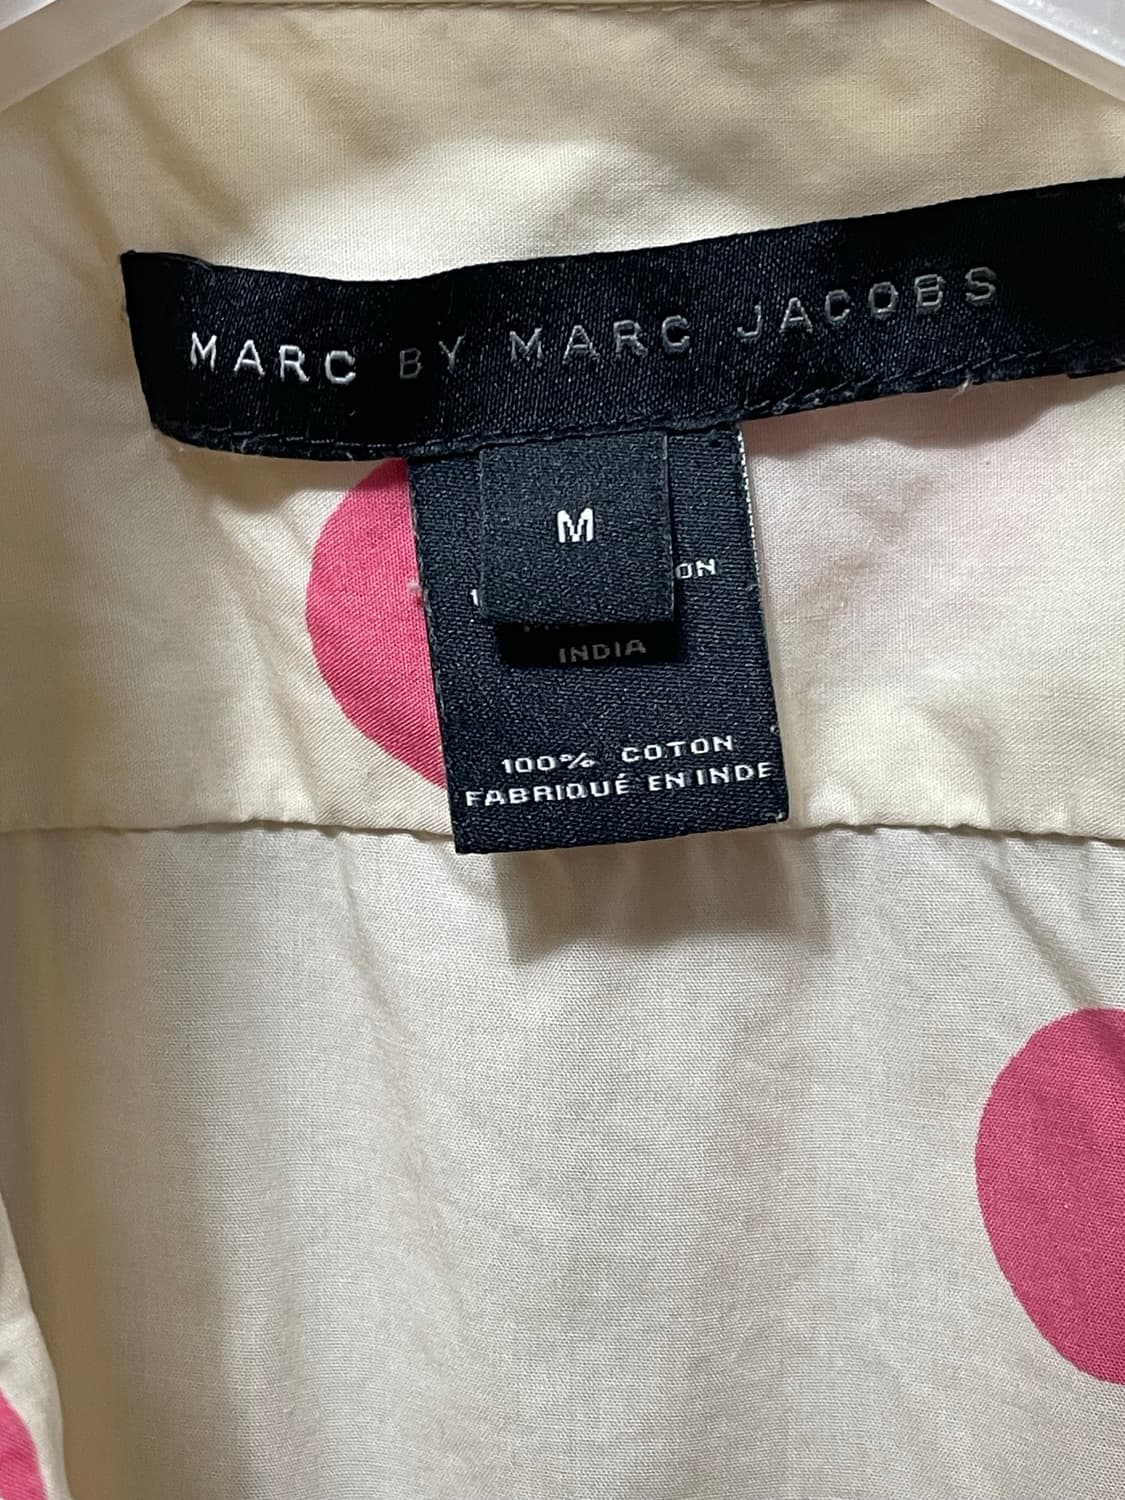 MARC BY MARC JACOBS
M
INDIA
100% COTON
FABRIQUÉ EN INDE